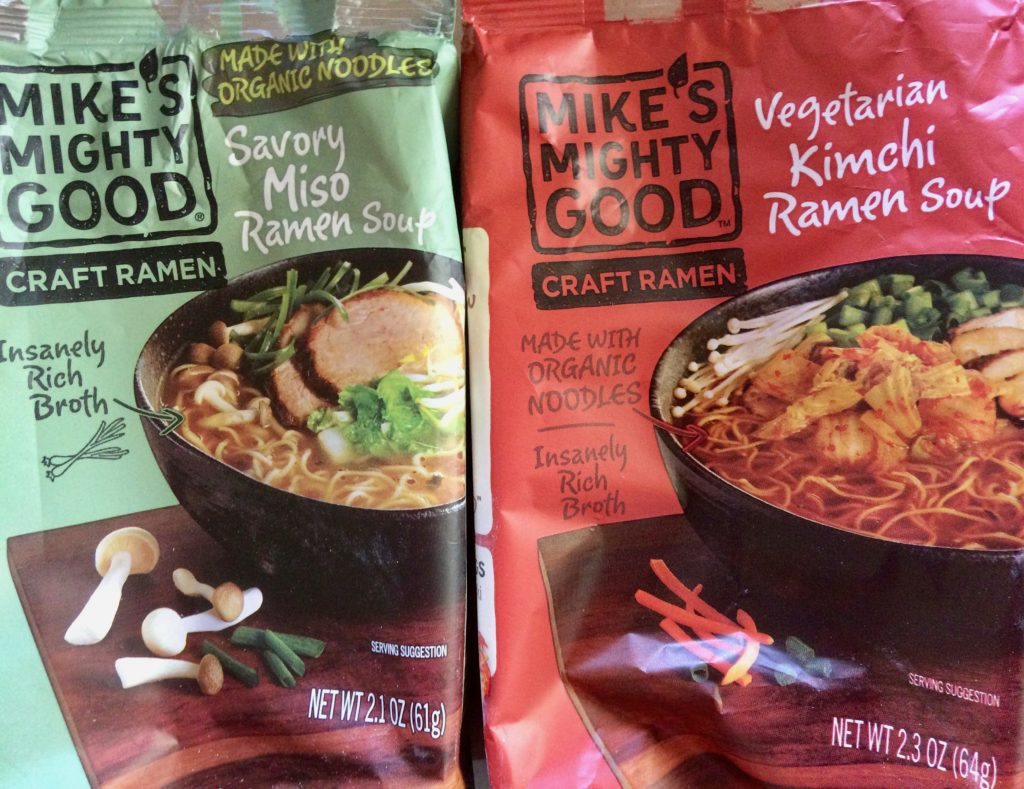 MIKE'S
MIGHTY
GOOD®
CRAFT RAMEN
MADE WITH
ORGANIC NOODLES
Savory
Miso
Ramen Soup
Insanely
Rich
Broth
SERVING SUGGESTION
NET WT 2.1 OZ (61g)
MIKE'S
MIGHTY
GOOD™
CRAFT RAMEN
Vegetarian
Kimchi
Ramen Soup
MADE WITH
ORGANIC
NOODLES
Insanely
Rich
Broth
SERVING SUGGESTION
NET WT 2.3 OZ (64g)